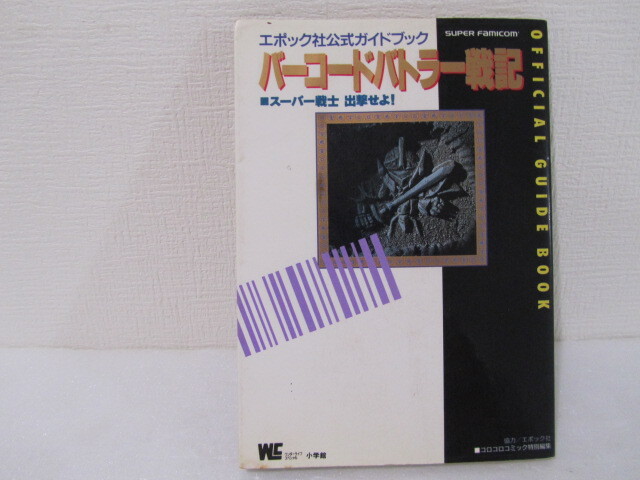 エポック社公式ガイドブック
SUPER FAMICOM
バーコードバトラー戦記
■スーパー戦士 出撃せよ!
OFFICIAL GUIDE BOOK
協力/エポック社
■コロコロコミック特別編集
小学館